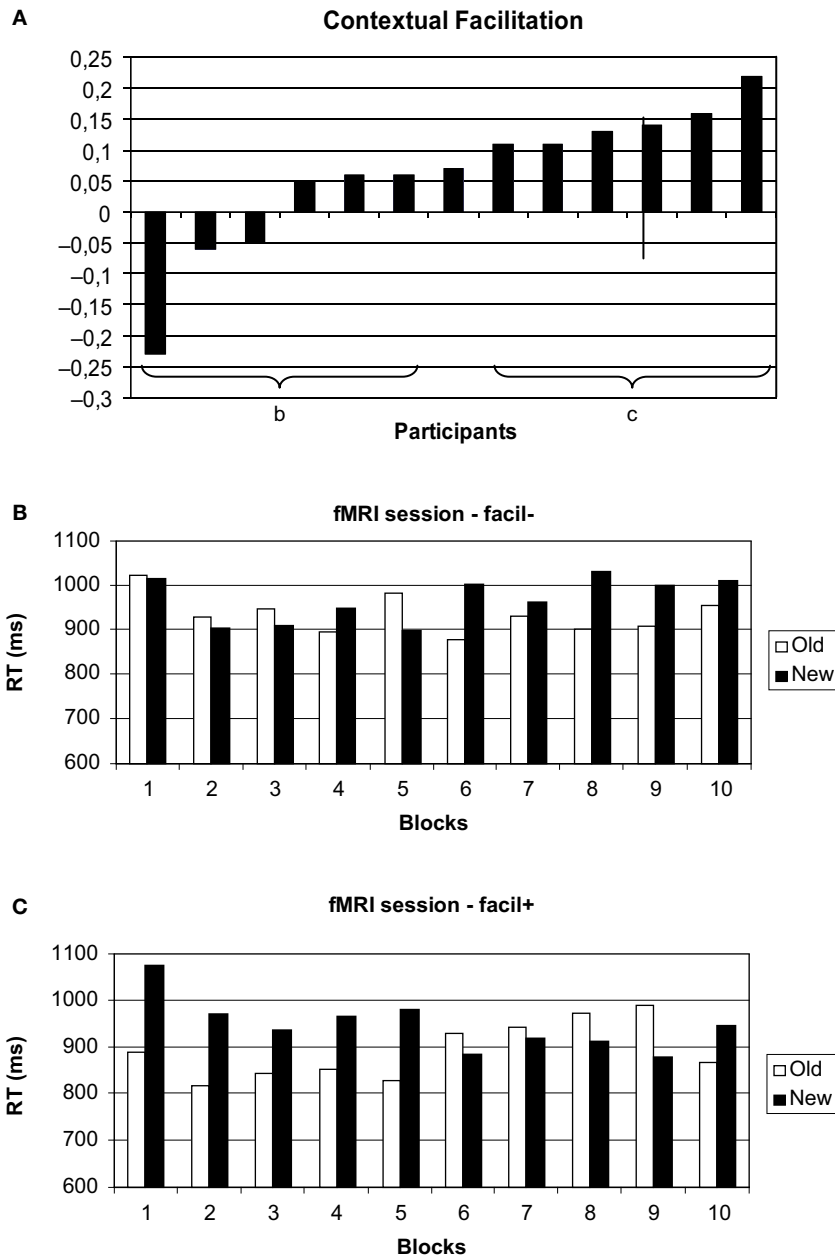 A
Contextual Facilitation
0,25
0,2
0,15
0,1
0,05
0
–0,05
–0,1
–0,15
–0,2
–0,25
–0,3
b c
Participants
B
fMRI session - facil-
1100
1000
900
800
700
600
RT (ms)
Old
New
1 2 3 4 5 6 7 8 9 10
Blocks
C
fMRI session - facil+
1100
1000
900
800
700
600
RT (ms)
Old
New
1 2 3 4 5 6 7 8 9 10
Blocks